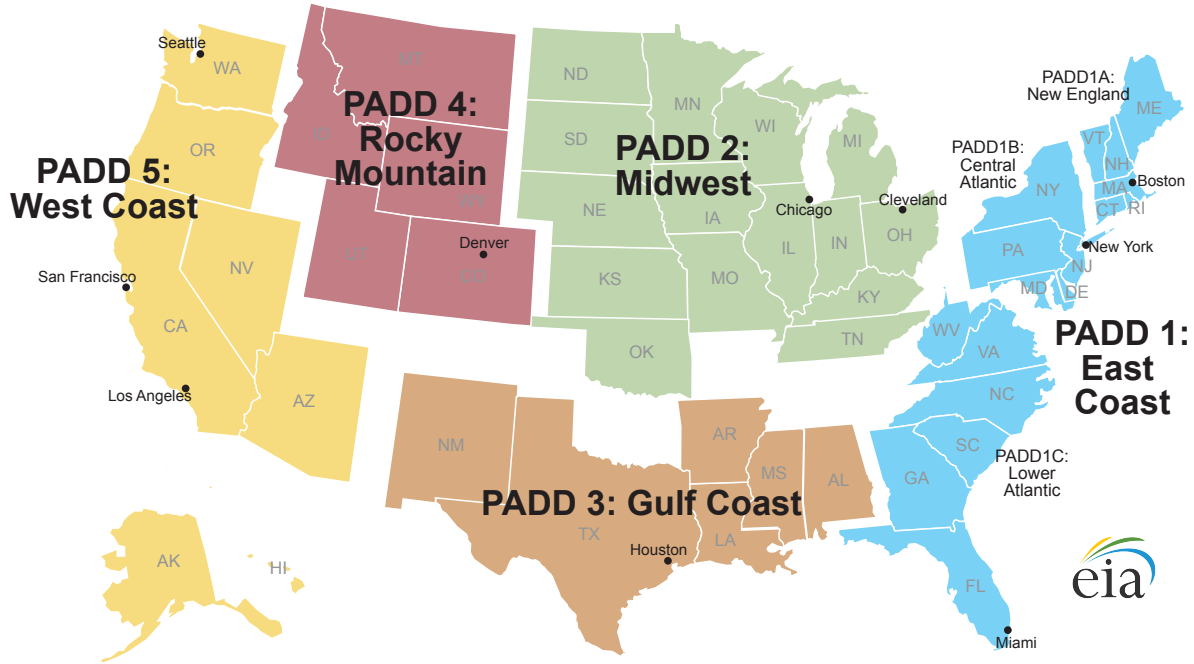 Seattle
WA
OR
PADD 5:
West Coast
San Francisco
NV
CA
Los Angeles
AZ
AK
HI
MT
ID
PADD 4:
Rocky
Mountain
WY
UT
Denver
CO
ND
MN
SD
WI
MI
PADD 2:
Midwest
NE
IA
Chicago
Cleveland
IL
IN
OH
KS
MO
KY
OK
TN
NM
AR
MS
AL
PADD 3: Gulf Coast
TX
LA
Houston
PADD1A:
New England
ME
VT
NH
PADD1B:
Central
Atlantic
NY
MA
Boston
CT
RI
PA
New York
NJ
MD
DE
WV
VA
PADD 1:
East
Coast
NC
SC
GA
PADD1C:
Lower
Atlantic
FL
Miami
eia